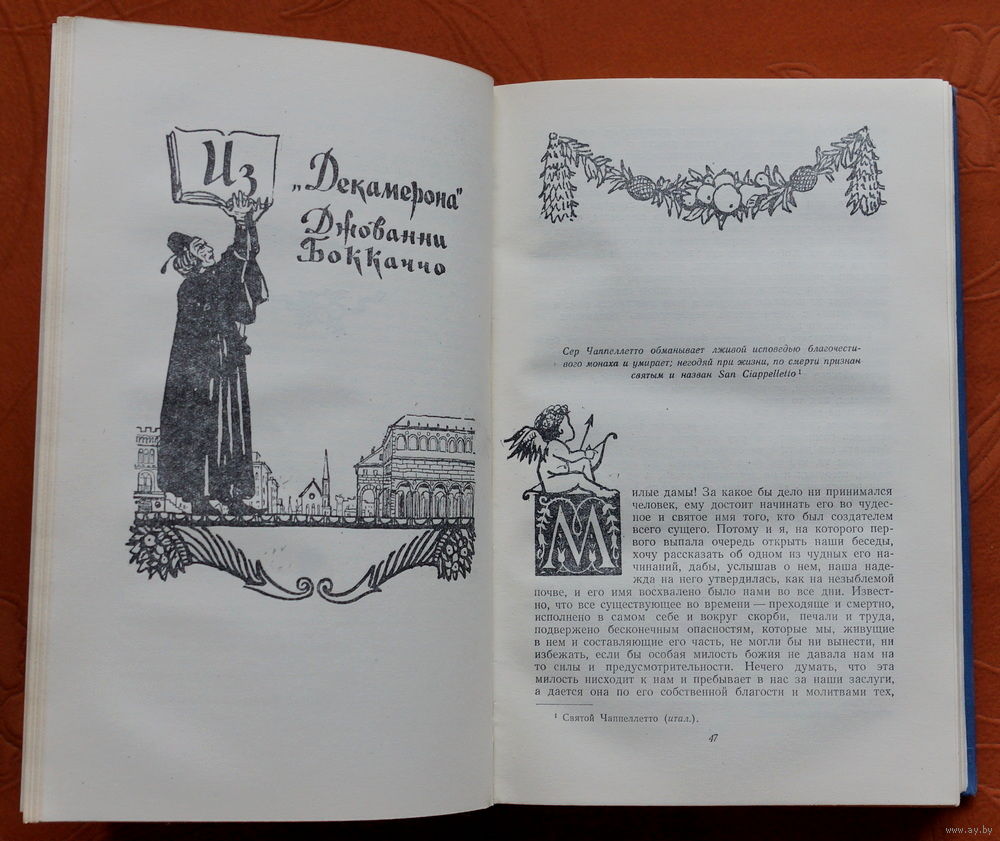 Из
„Декамерона"
Джованни
Боккаччо
Сер Чаппеллетто обманывает лживой исповедью благочести-
вого монаха и умирает; негодяй при жизни, по смерти признан
святым и назван San Ciappelletto¹
М
илые дамы! За какое бы дело ни принимался
человек, ему достоит начинать его во чудес-
ное и святое имя того, кто был создателем
всего сущего. Потому и я, на которого пер-
вого выпала очередь открыть наши беседы,
хочу рассказать об одном из чудных его на-
чинаний, дабы, услышав о нем, наша наде-
жда на него утвердилась, как на незыблемой
почве, и его имя восхвалено было нами во все дни. Извест-
но, что все существующее во времени — преходяще и смертно,
исполнено в самом себе и вокруг скорби, печали и труда,
подвержено бесконечным опасностям, которые мы, живущие
в нем и составляющие его часть, не могли бы ни вынести, ни
избежать, если бы особая милость божия не давала нам на
то силы и предусмотрительности. Нечего думать, что эта
милость нисходит к нам и пребывает в нас за наши заслуги,
а дается она по его собственной благости и молитвами тех,
¹ Святой Чаппеллетто (итал.).
47
www.ay.by